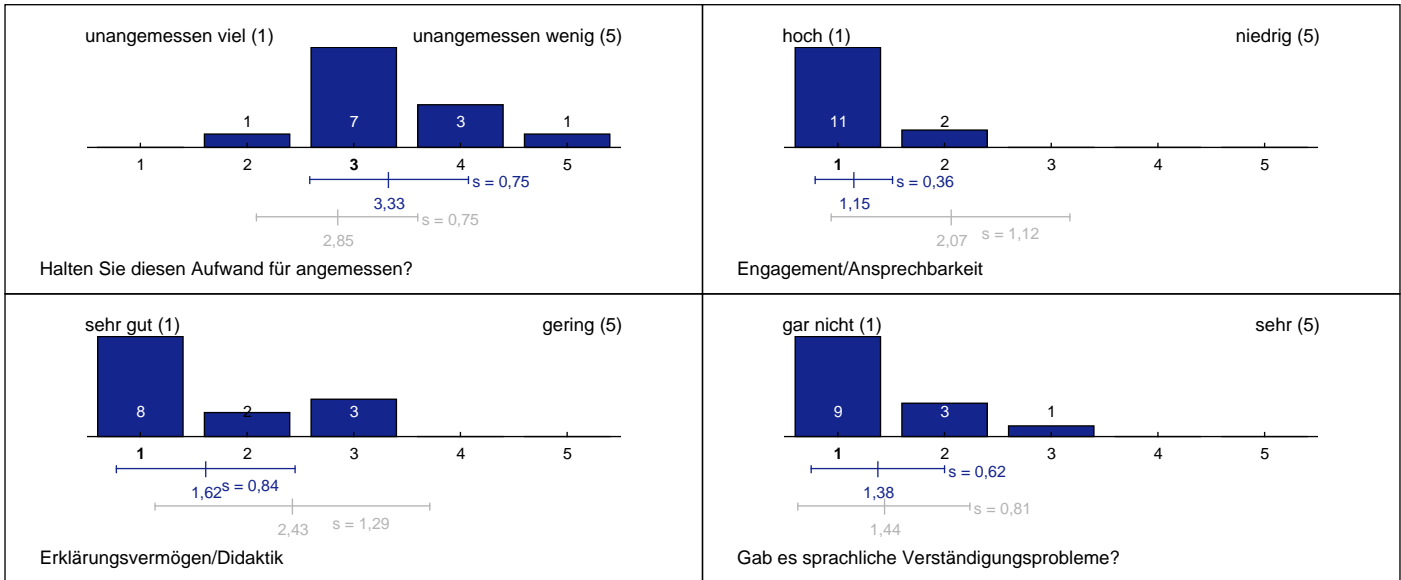 unangemessen viel (1) unangemessen wenig (5)
1 7 3 1
1 2 3 4 5
s = 0,75
3,33
s = 0,75
2,85
Halten Sie diesen Aufwand für angemessen?
hoch (1) niedrig (5)
11 2
1 2 3 4 5
s = 0,36
1,15
s = 1,12
2,07
Engagement/Ansprechbarkeit
sehr gut (1) gering (5)
8 2 3
1 2 3 4 5
1,62 s = 0,84
s = 1,29
2,43
Erklärungsvermögen/Didaktik
gar nicht (1) sehr (5)
9 3 1
1 2 3 4 5
s = 0,62
1,38
s = 0,81
1,44
Gab es sprachliche Verständigungsprobleme?